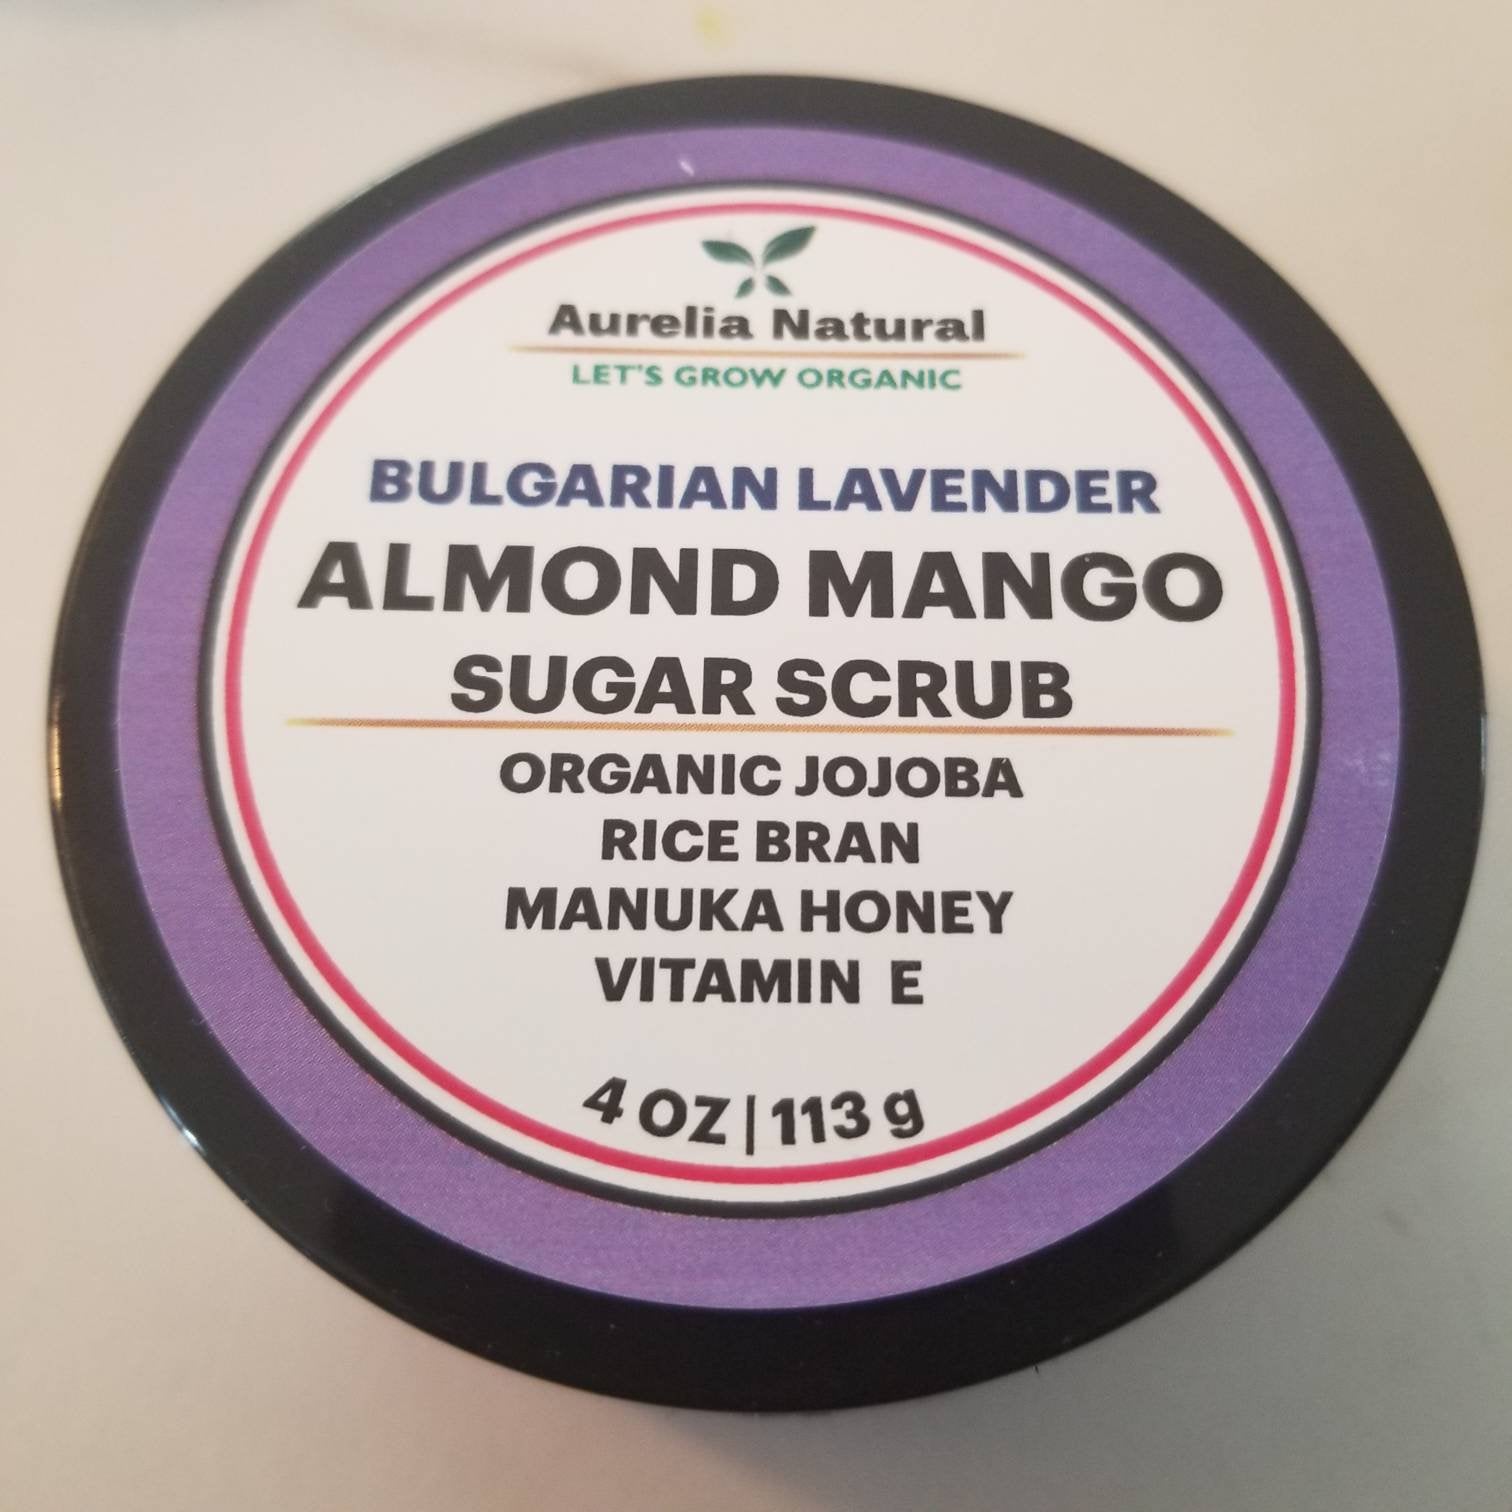 Aurelia Natural
LET'S GROW ORGANIC
BULGARIAN LAVENDER
ALMOND MANGO
SUGAR SCRUB
ORGANIC JOJOBA
RICE BRAN
MANUKA HONEY
VITAMIN E
4 OZ | 113 g